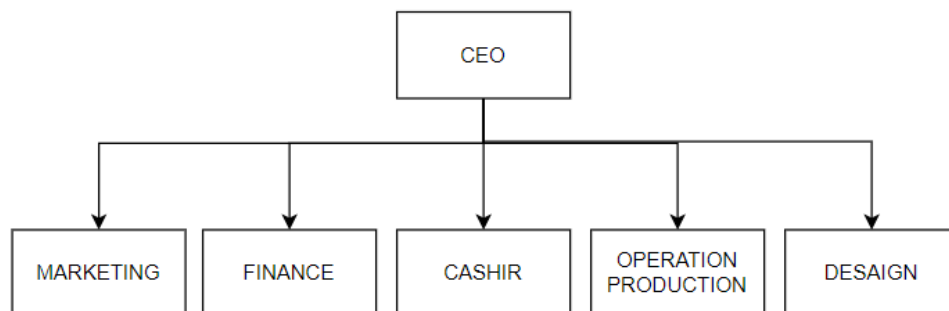 CEO
MARKETING
FINANCE
CASHIR
OPERATION
PRODUCTION
DESAIGN